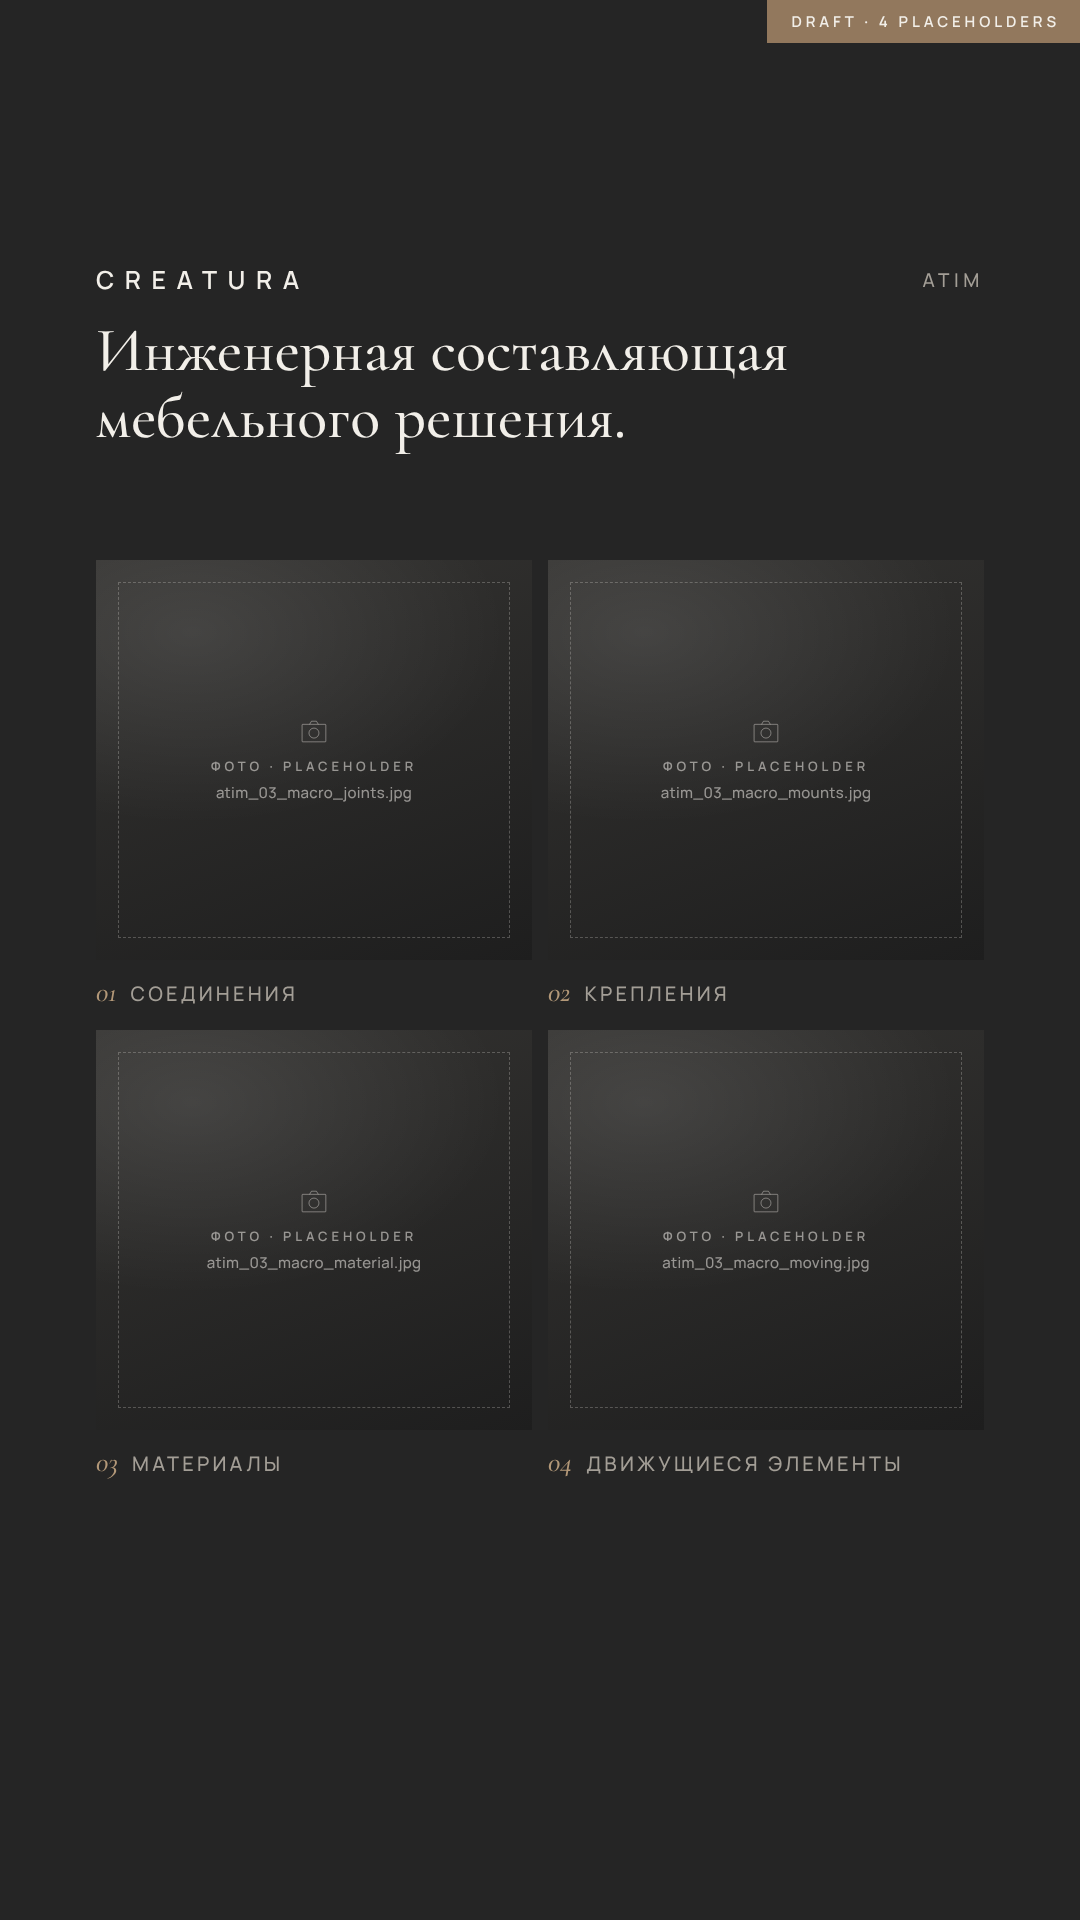 DRAFT · 4 PLACEHOLDERS
CREATURA
ATIM
Инженерная составляющая
мебельного решения.
ФОТО · PLACEHOLDER
atim_03_macro_joints.jpg
ФОТО · PLACEHOLDER
atim_03_macro_mounts.jpg
01 СОЕДИНЕНИЯ
02 КРЕПЛЕНИЯ
ФОТО · PLACEHOLDER
atim_03_macro_material.jpg
ФОТО · PLACEHOLDER
atim_03_macro_moving.jpg
03 МАТЕРИАЛЫ
04 ДВИЖУЩИЕСЯ ЭЛЕМЕНТЫ